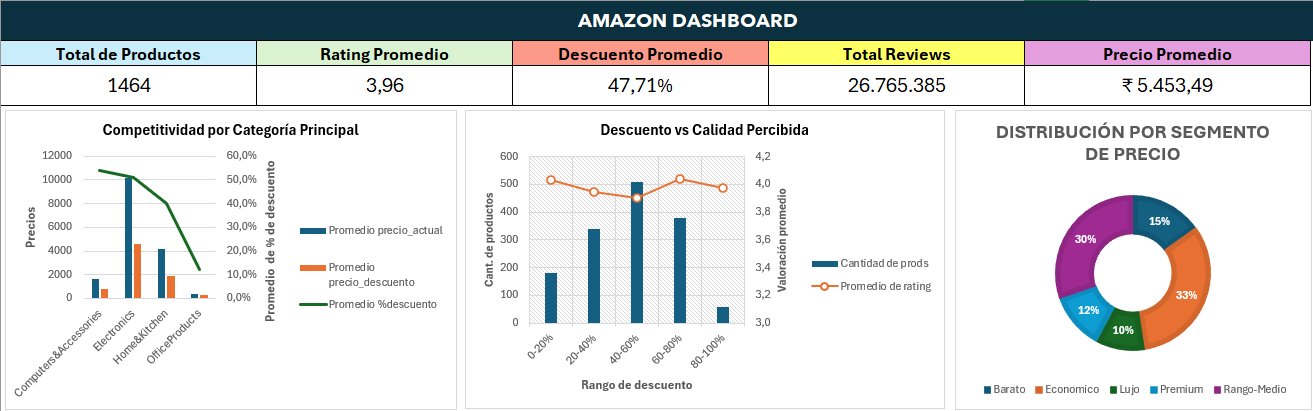 AMAZON DASHBOARD
Total de Productos
Rating Promedio
Descuento Promedio
Total Reviews
Precio Promedio
1464
3,96
47,71%
26.765.385
₹ 5.453,49
Competitividad por Categoría Principal
12000
10000
8000
6000
4000
2000
0
Precios
60,0%
50,0%
40,0%
30,0%
20,0%
10,0%
0,0%
Promedio de % de descuento
Computers&Accessories
Electronics
Home&Kitchen
OfficeProducts
Promedio precio_actual
Promedio
precio_descuento
Promedio %descuento
Descuento vs Calidad Percibida
600
500
400
300
200
100
0
Cant. de productos
4,2
4,0
3,8
3,6
3,4
3,2
3,0
Valoración promedio
0-20%
20-40%
40-60%
60-80%
80-100%
Rango de descuento
Cantidad de prods
Promedio de rating
DISTRIBUCIÓN POR SEGMENTO
DE PRECIO
15%
30%
33%
12%
10%
Barato
Economico
Lujo
Premium
Rango-Medio